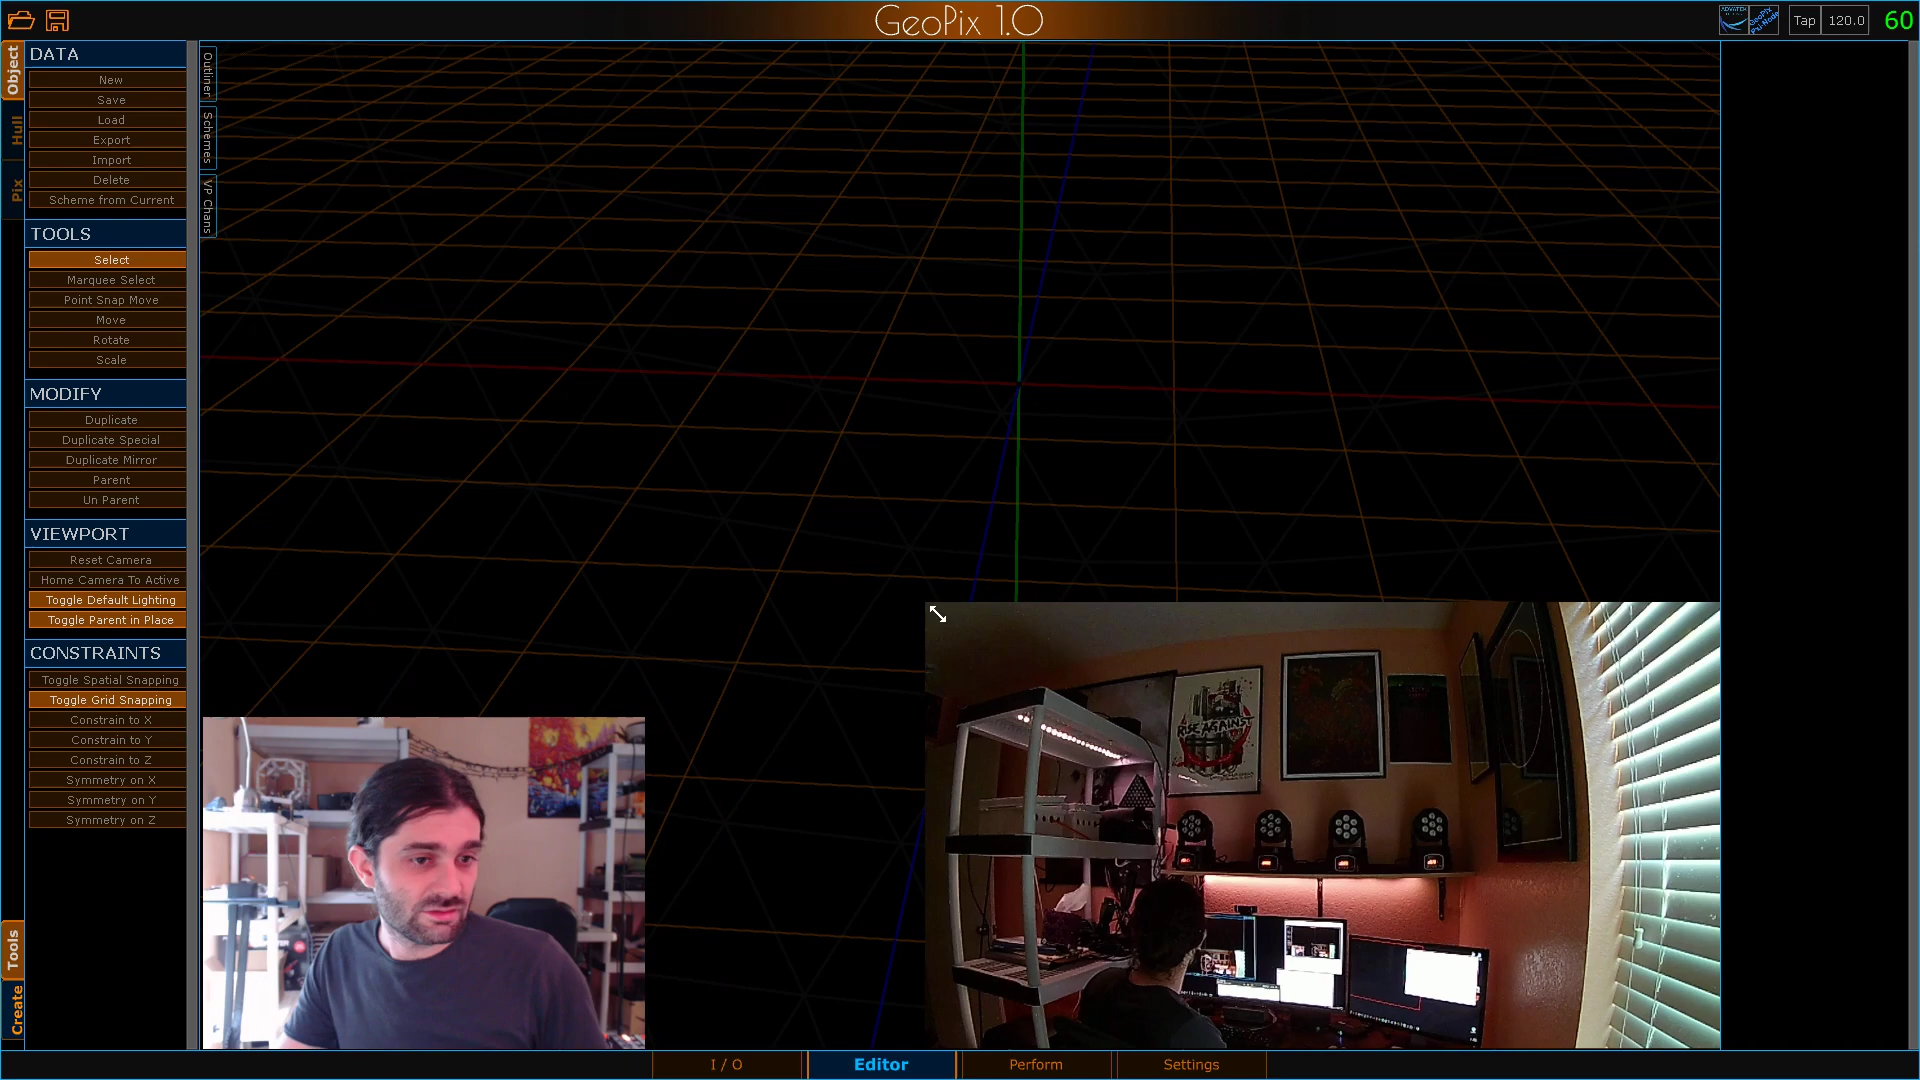 GeoPix 1.0
Tap 120.0 60
Object
Hull
Pix
Tools
Create
DATA
New
Save
Load
Export
Import
Delete
Scheme from Current
TOOLS
Select
Marquee Select
Point Snap Move
Move
Rotate
Scale
MODIFY
Duplicate
Duplicate Special
Duplicate Mirror
Parent
Un Parent
VIEWPORT
Reset Camera
Home Camera To Active
Toggle Default Lighting
Toggle Parent in Place
CONSTRAINTS
Toggle Spatial Snapping
Toggle Grid Snapping
Constrain to X
Constrain to Y
Constrain to Z
Symmetry on X
Symmetry on Y
Symmetry on Z
Outliner
Schemes
VP Chans
RISE AGAINST
I / O
Editor
Perform
Settings